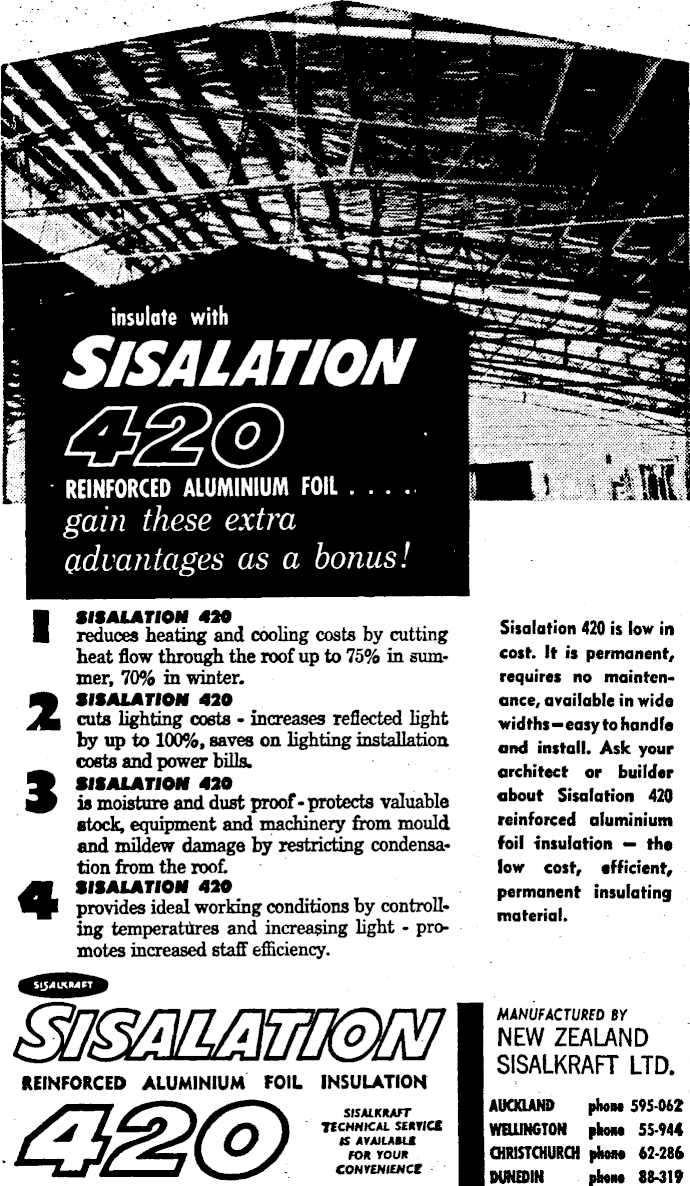 insulate with
SISALATION
420
REINFORCED ALUMINIUM FOIL . . . .
gain these extra
advantages as a bonus!
1 SISALATION 420
reduces heating and cooling costs by cutting
heat flow through the roof up to 75% in sum-
mer, 70% in winter.
2 SISALATION 420
cuts lighting costs - increases reflected light
by up to 100%, saves on lighting installation
costs and power bills.
3 SISALATION 420
is moisture and dust proof - protects valuable
stock, equipment and machinery from mould
and mildew damage by restricting condensa-
tion from the roof.
4 SISALATION 420
provides ideal working conditions by controll-
ing temperatures and increasing light - pro-
motes increased staff efficiency.
Sisalation 420 is low in
cost. It is permanent,
requires no mainten-
ance, available in wide
widths—easy to handle
and install. Ask your
architect or builder
about Sisalation 420
reinforced aluminium
foil insulation — the
low cost, efficient,
permanent insulating
material.
SISALKRAFT
SISALATION
REINFORCED ALUMINIUM FOIL INSULATION
420
SISALKRAFT
TECHNICAL SERVICE
IS AVAILABLE
FOR YOUR
CONVENIENCE
MANUFACTURED BY
NEW ZEALAND
SISALKRAFT LTD.
AUCKLAND phone 595-062
WELLINGTON phone 55-944
CHRISTCHURCH phone 62-286
DUNEDIN phone 88-319